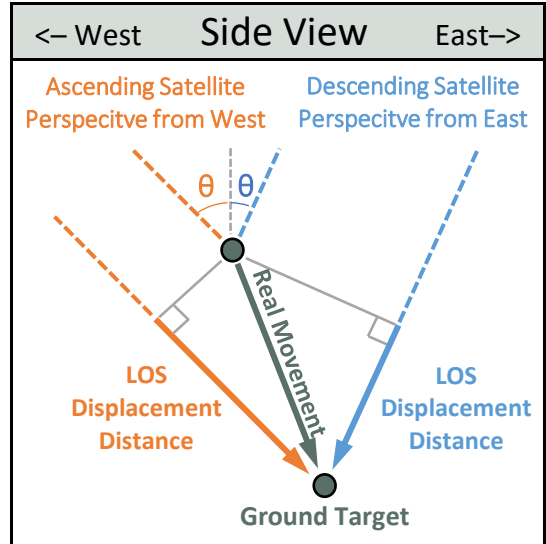 <– West Side View East–>
Ascending Satellite
Perspecitve from West
Descending Satellite
Perspecitve from East
θ θ
Real Movement
LOS
Displacement
Distance
LOS
Displacement
Distance
Ground Target